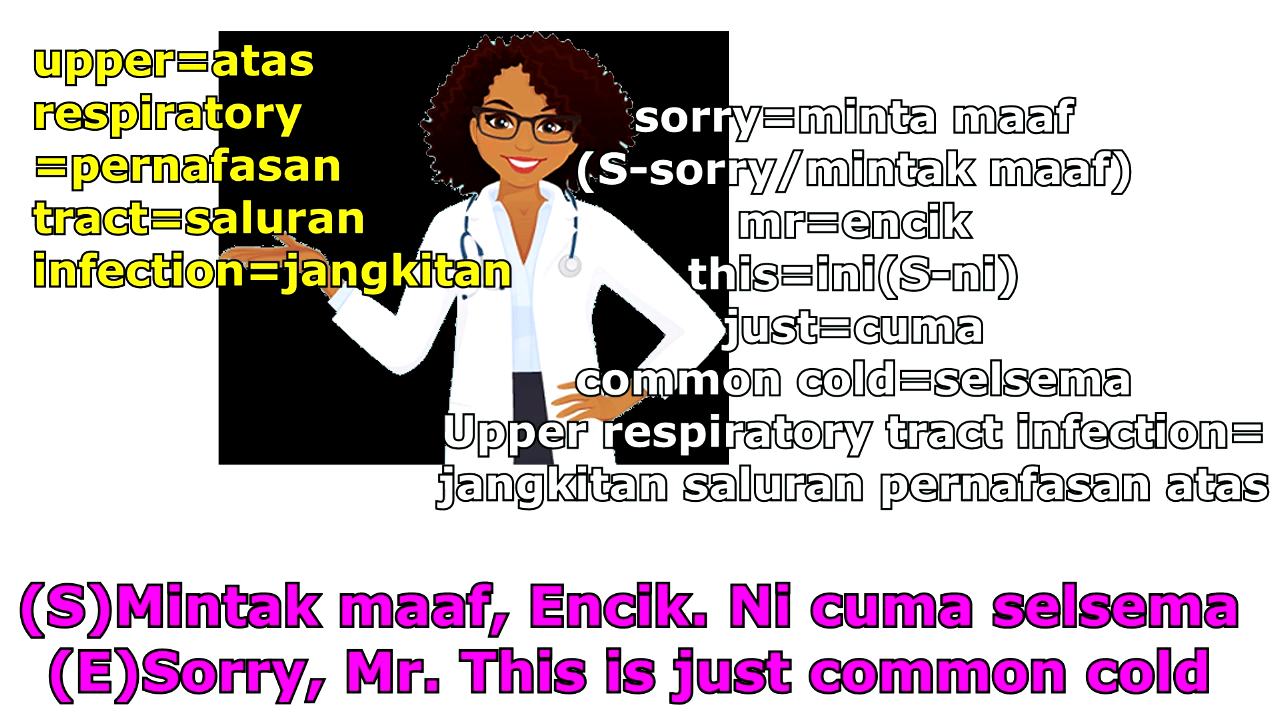 upper=atas
respiratory
=pernafasan
tract=saluran
infection=jangkitan
sorry=minta maaf
(S-sorry/mintak maaf)
mr=encik
this=ini(S-ni)
just=cuma
common cold=selsema
Upper respiratory tract infection=
jangkitan saluran pernafasan atas
(S)Mintak maaf, Encik. Ni cuma selsema
(E)Sorry, Mr. This is just common cold